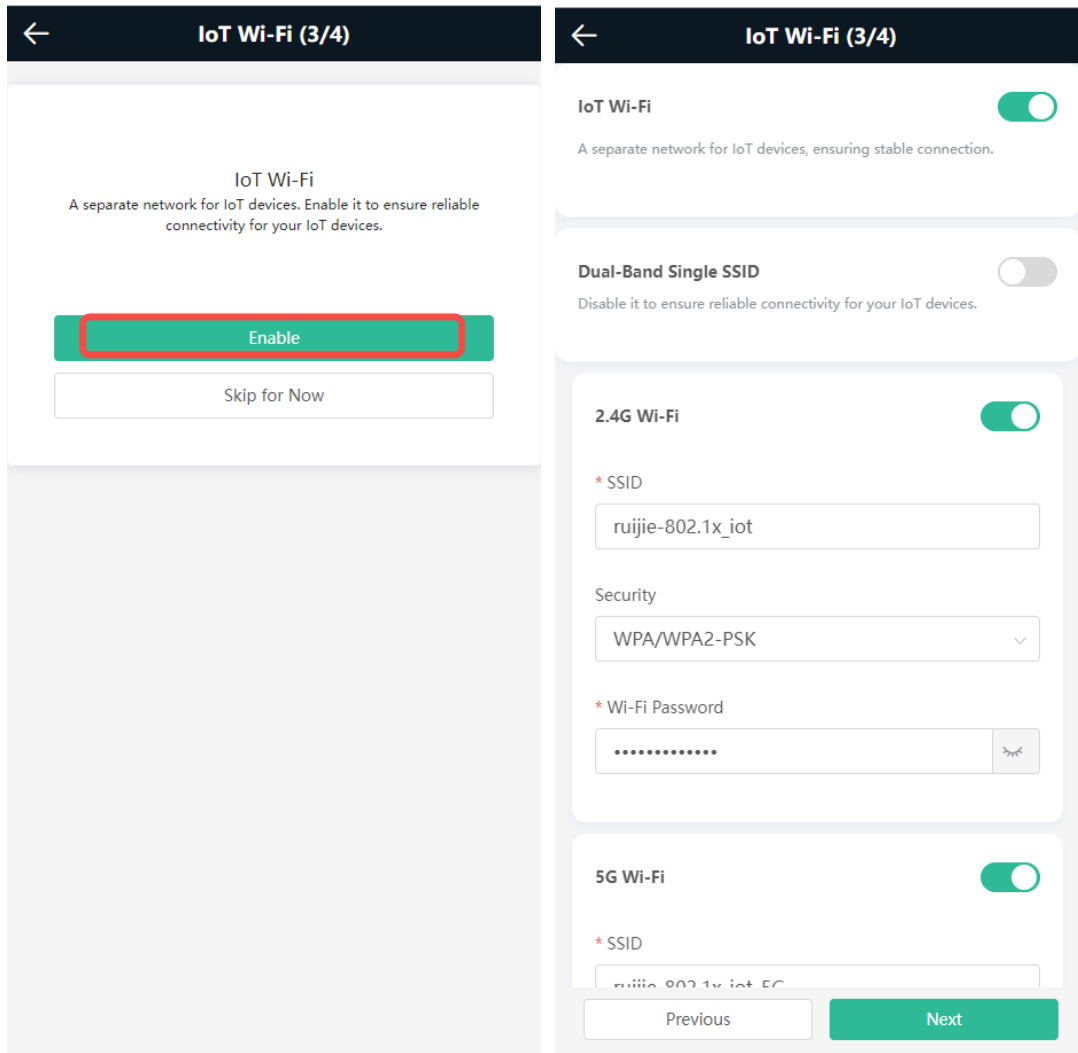 IoT Wi-Fi (3/4)
IoT Wi-Fi
A separate network for IoT devices. Enable it to ensure reliable
connectivity for your IoT devices.
Enable
Skip for Now
IoT Wi-Fi (3/4)
IoT Wi-Fi
A separate network for IoT devices, ensuring stable connection.
Dual-Band Single SSID
Disable it to ensure reliable connectivity for your IoT devices.
2.4G Wi-Fi
* SSID
ruijie-802.1x_iot
Security
WPA/WPA2-PSK
* Wi-Fi Password
•••••••••••••
5G Wi-Fi
* SSID
ruijie-802.1x_iot_5G
Previous
Next